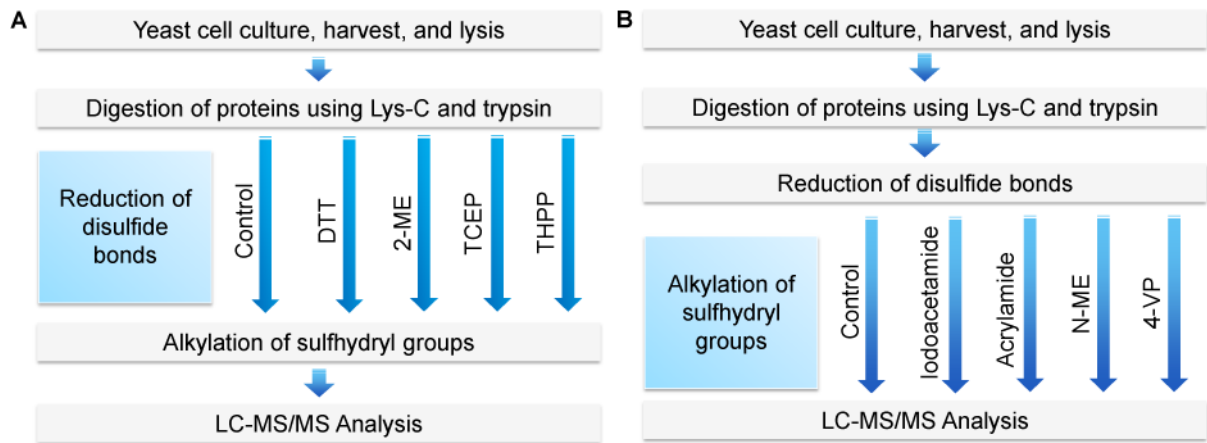 A
Yeast cell culture, harvest, and lysis
Digestion of proteins using Lys-C and trypsin
Reduction of
disulfide
bonds
Control
DTT
2-ME
TCEP
THPP
Alkylation of sulfhydryl groups
LC-MS/MS Analysis
B
Yeast cell culture, harvest, and lysis
Digestion of proteins using Lys-C and trypsin
Reduction of disulfide bonds
Alkylation of
sulfhydryl
groups
Control
Iodoacetamide
Acrylamide
N-ME
4-VP
LC-MS/MS Analysis